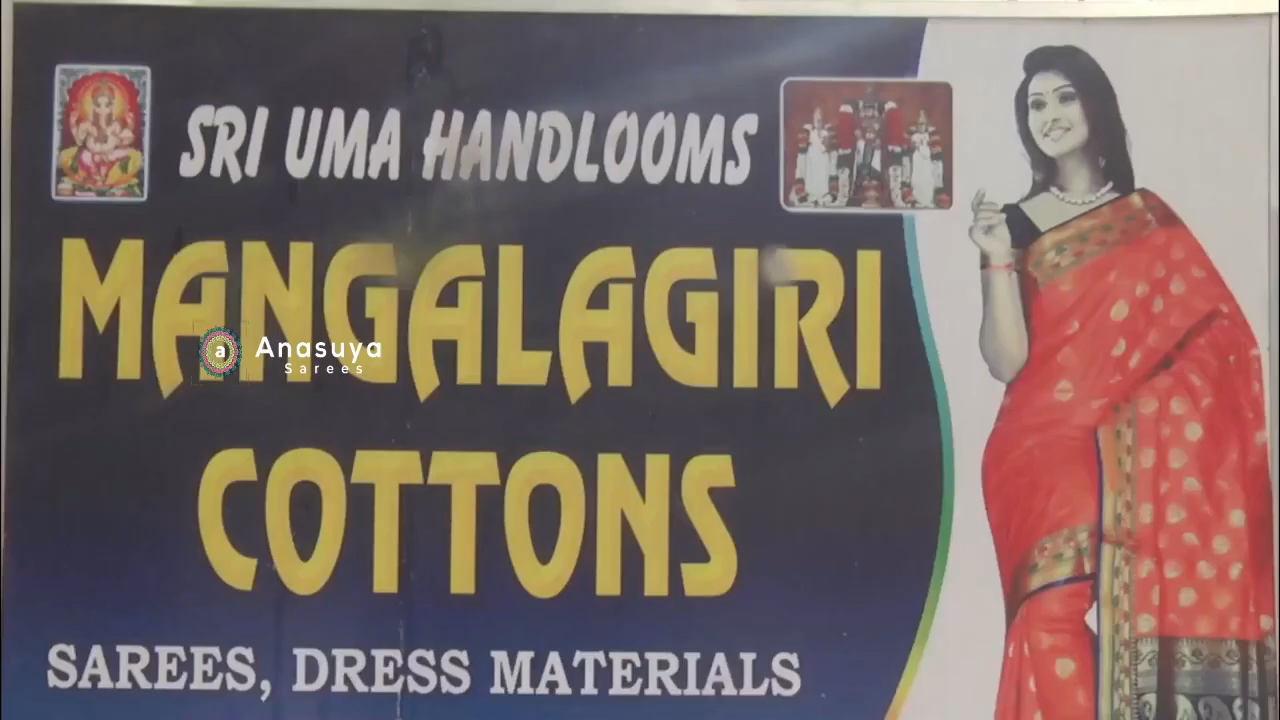 SRI UMA HANDLOOMS
MANGALAGIRI
a Anasuya
Sarees
COTTONS
SAREES, DRESS MATERIALS